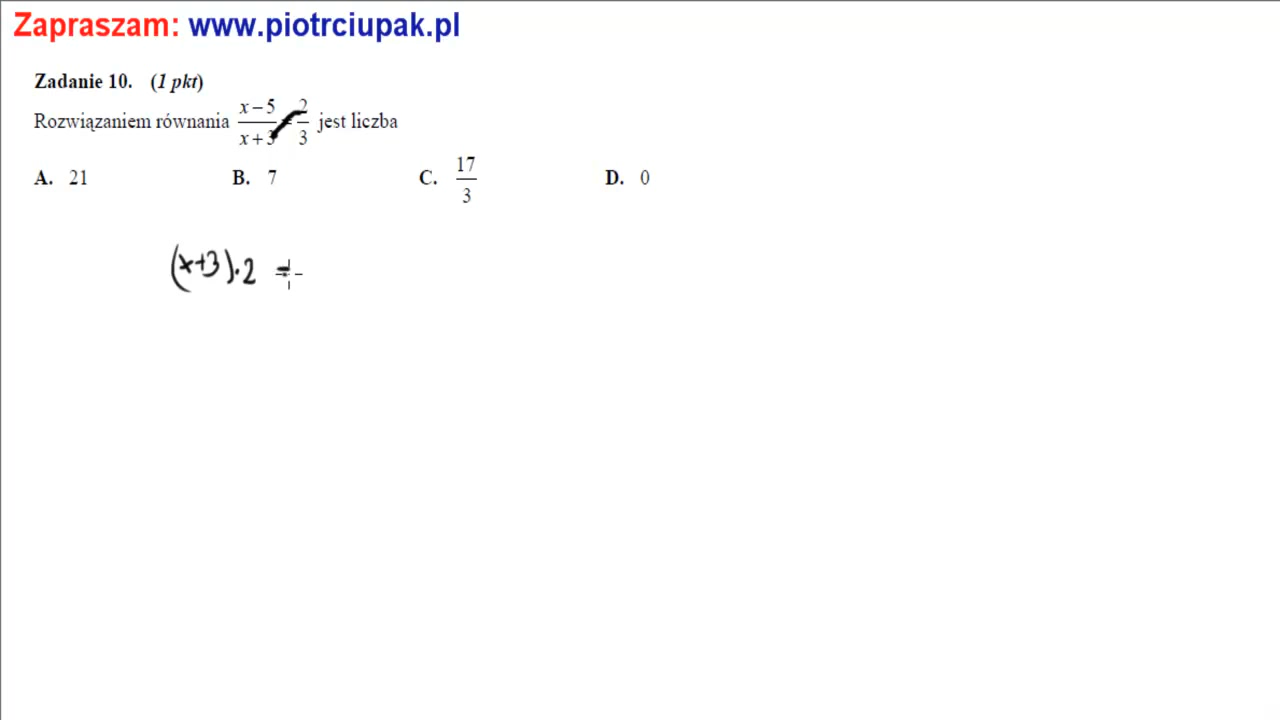 Zapraszam: www.piotrciupak.pl
Zadanie 10. (1 pkt)
Rozwiązaniem równania x – 5 / x + 3 = 2 / 3 jest liczba
A. 21 B. 7 C. 17 / 3 D. 0
(x+3)·2 =